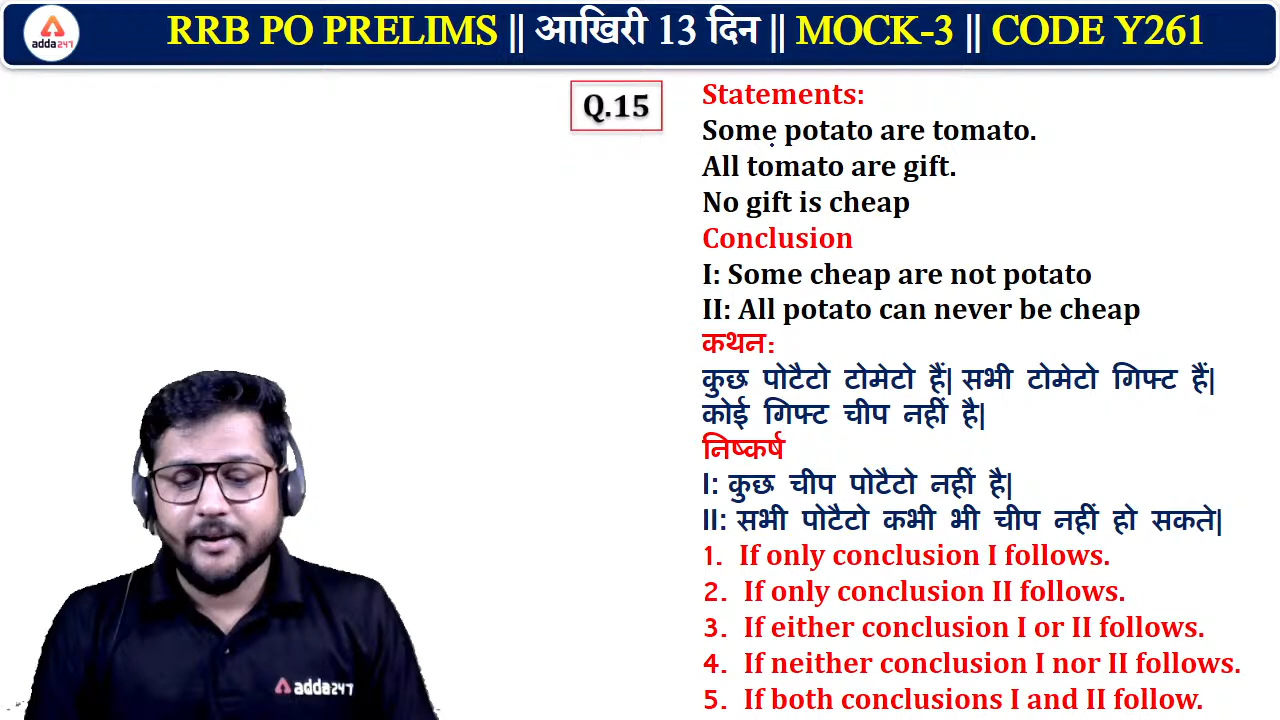 RRB PO PRELIMS || आखिरी 13 दिन || MOCK-3 || CODE Y261
adda247
Q.15
Statements:
Some potato are tomato.
All tomato are gift.
No gift is cheap
Conclusion
I: Some cheap are not potato
II: All potato can never be cheap
कथन:
कुछ पोटैटो टोमेटो हैं| सभी टोमेटो गिफ्ट हैं|
कोई गिफ्ट चीप नहीं है|
निष्कर्ष
I: कुछ चीप पोटैटो नहीं है|
II: सभी पोटैटो कभी भी चीप नहीं हो सकते|
1. If only conclusion I follows.
2. If only conclusion II follows.
3. If either conclusion I or II follows.
4. If neither conclusion I nor II follows.
5. If both conclusions I and II follow.
adda247